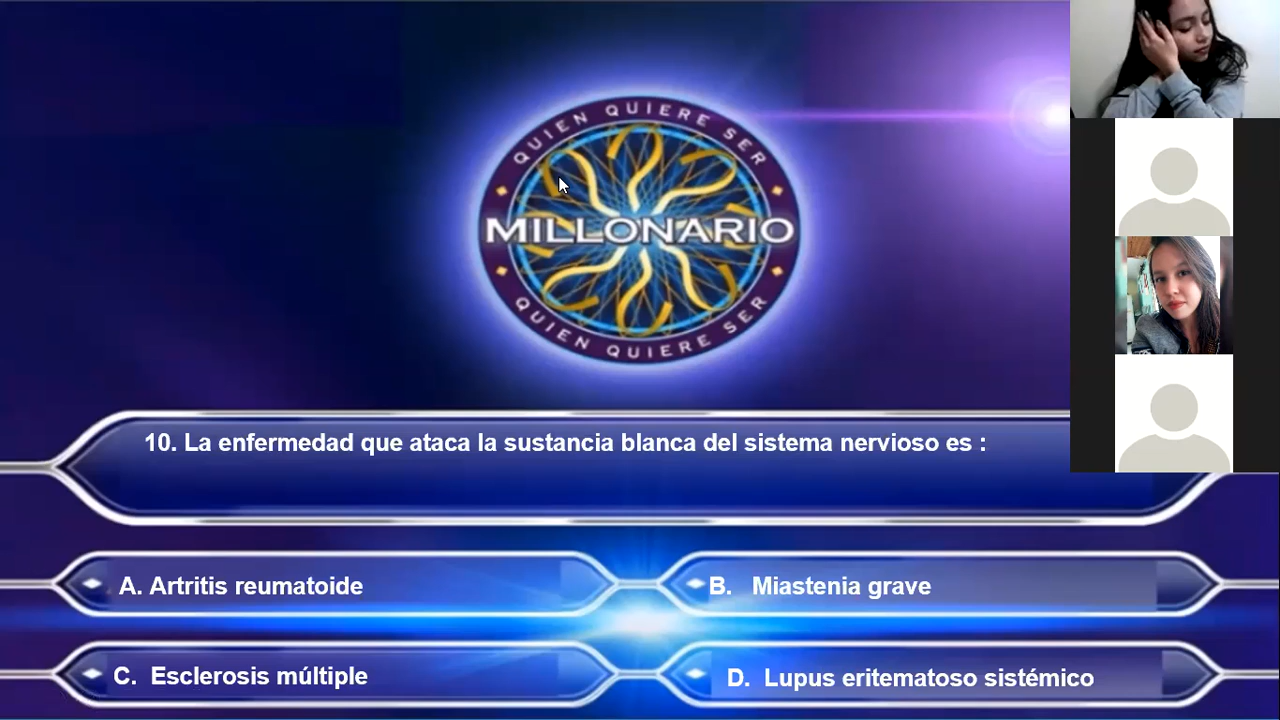 QUIEN QUIERE SER
MILLONARIO
QUIEN QUIERE SER
10. La enfermedad que ataca la sustancia blanca del sistema nervioso es :
A. Artritis reumatoide
B. Miastenia grave
C. Esclerosis múltiple
D. Lupus eritematoso sistémico